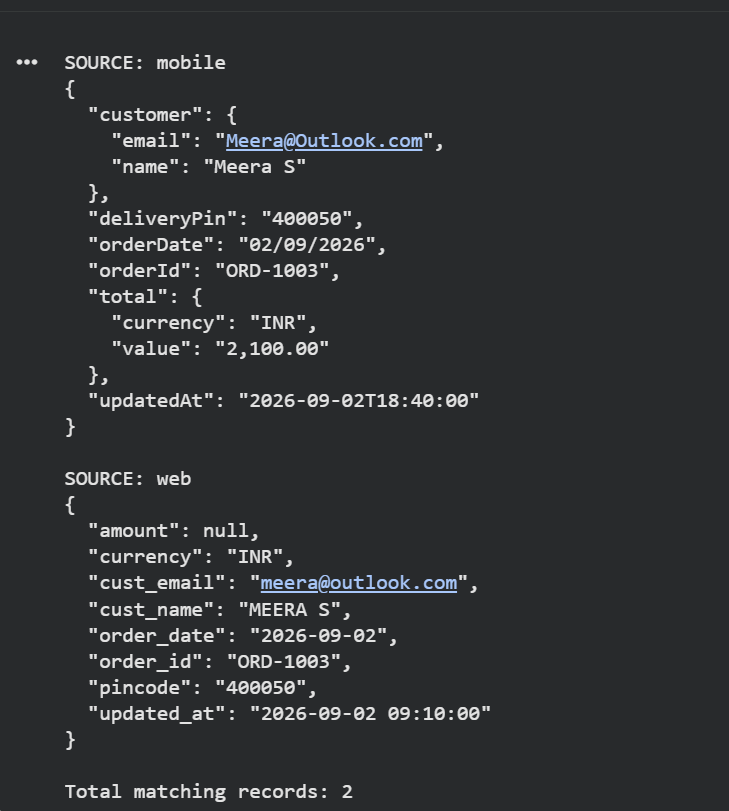 SOURCE: mobile
{
  "customer": {
    "email": "Meera@Outlook.com",
    "name": "Meera S"
  },
  "deliveryPin": "400050",
  "orderDate": "02/09/2026",
  "orderId": "ORD-1003",
  "total": {
    "currency": "INR",
    "value": "2,100.00"
  },
  "updatedAt": "2026-09-02T18:40:00"
}
SOURCE: web
{
  "amount": null,
  "currency": "INR",
  "cust_email": "meera@outlook.com",
  "cust_name": "MEERA S",
  "order_date": "2026-09-02",
  "order_id": "ORD-1003",
  "pincode": "400050",
  "updated_at": "2026-09-02 09:10:00"
}
Total matching records: 2